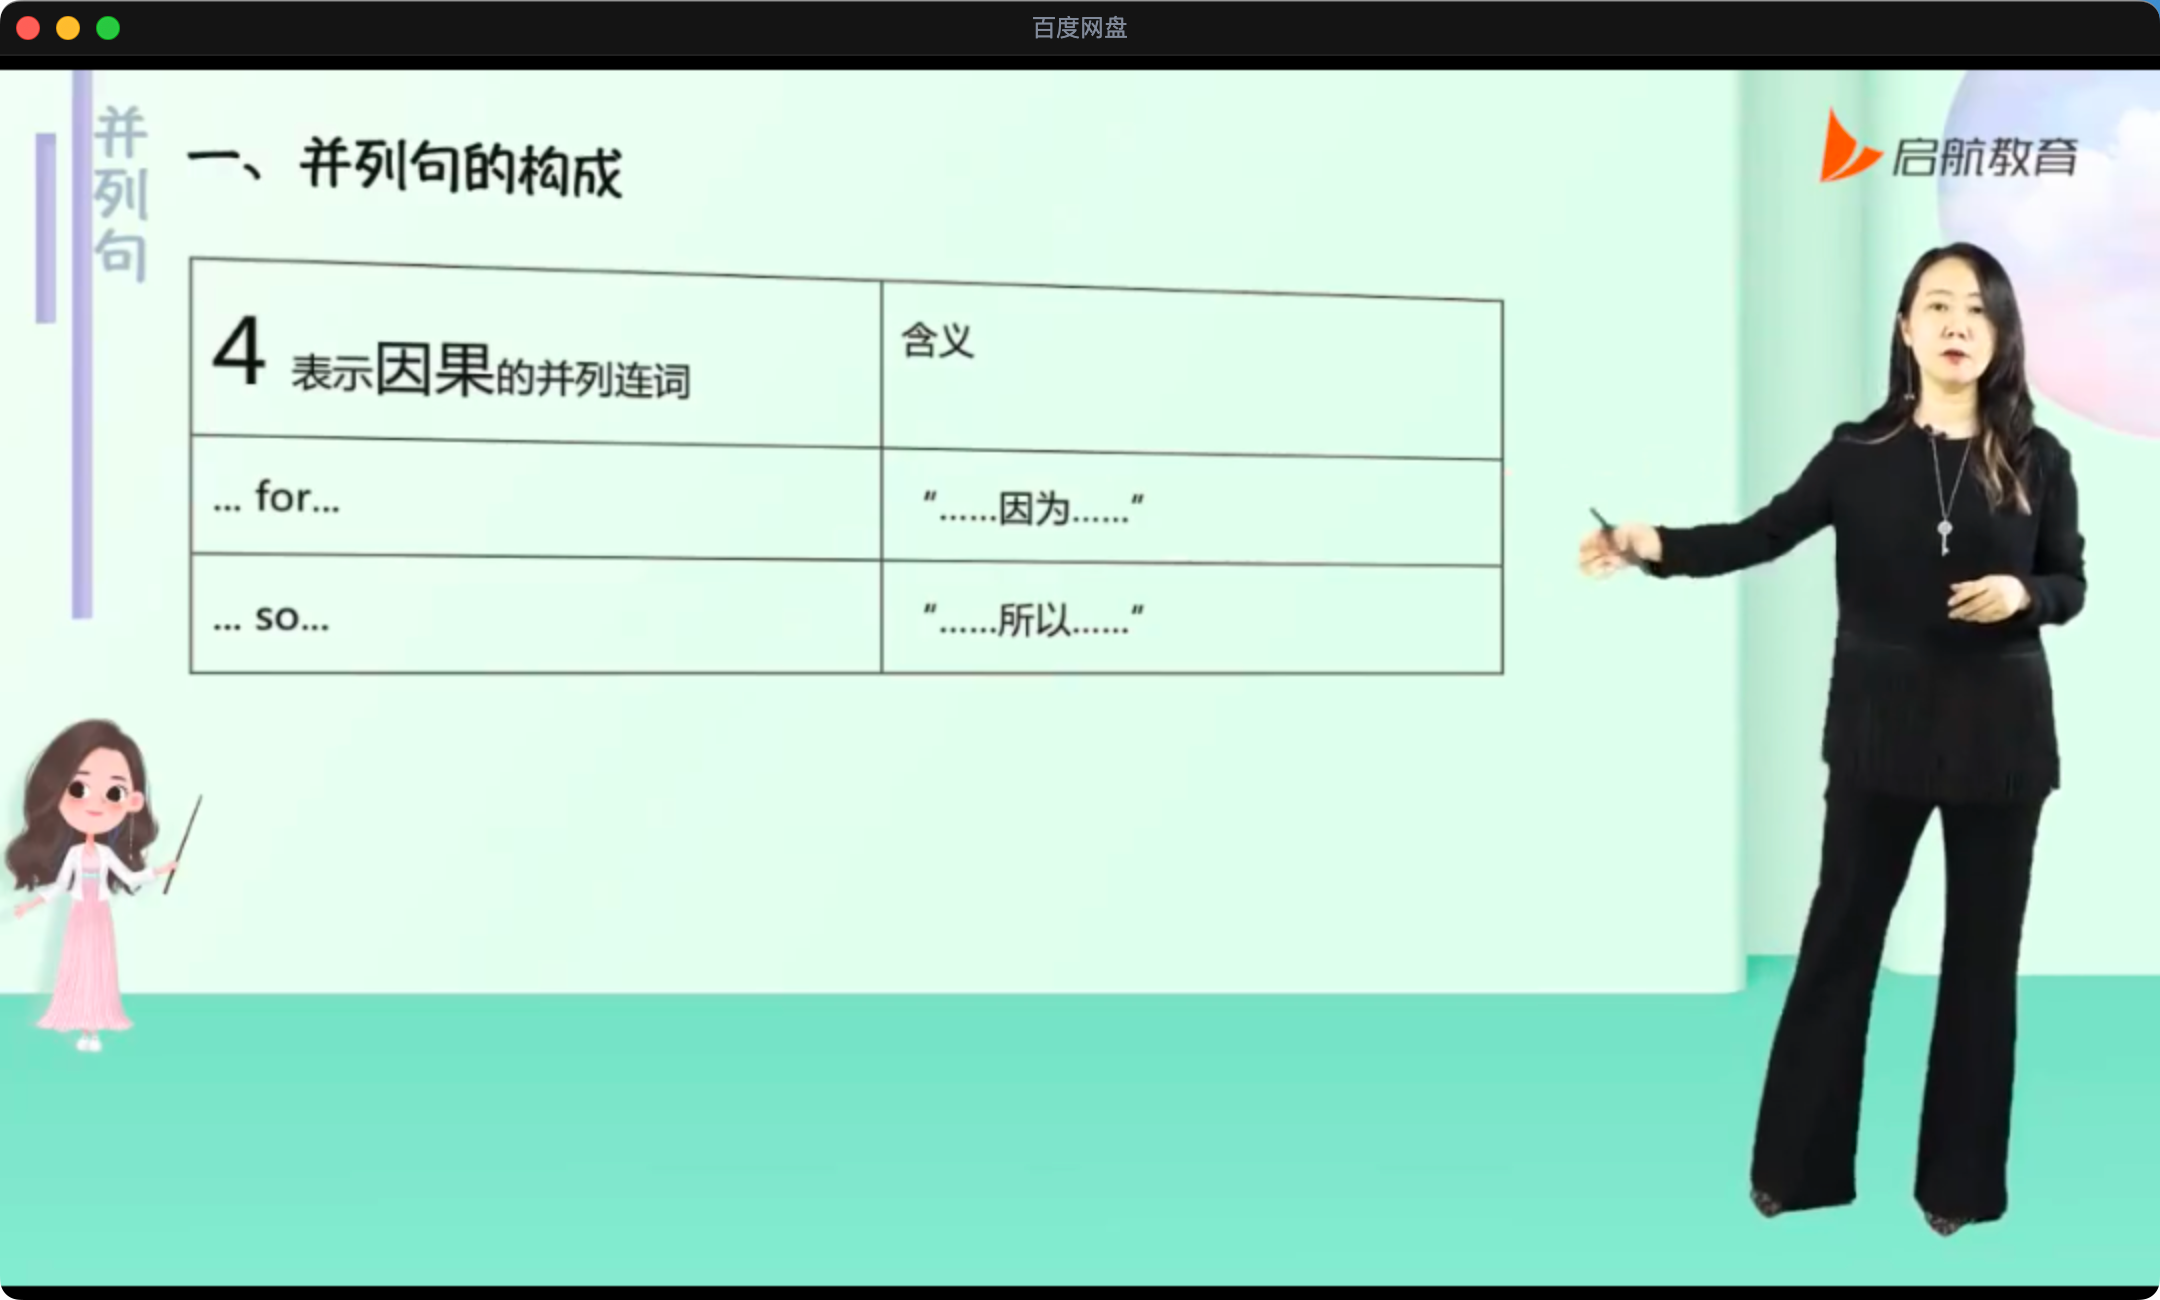 百度网盘
并列句
一、并列句的构成
启航教育
4 表示因果的并列连词
含义
... for...
“......因为......”
... so...
“......所以......”